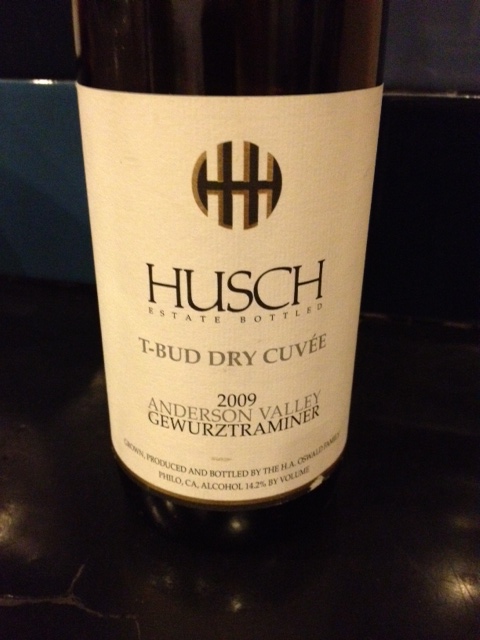 HUSCH
ESTATE BOTTLED
T-BUD DRY CUVÉE
2009
ANDERSON VALLEY
GEWURZTRAMINER
GROWN, PRODUCED AND BOTTLED BY THE H.A. OSWALD FAMILY
PHILO, CA, ALCOHOL 14.2% BY VOLUME